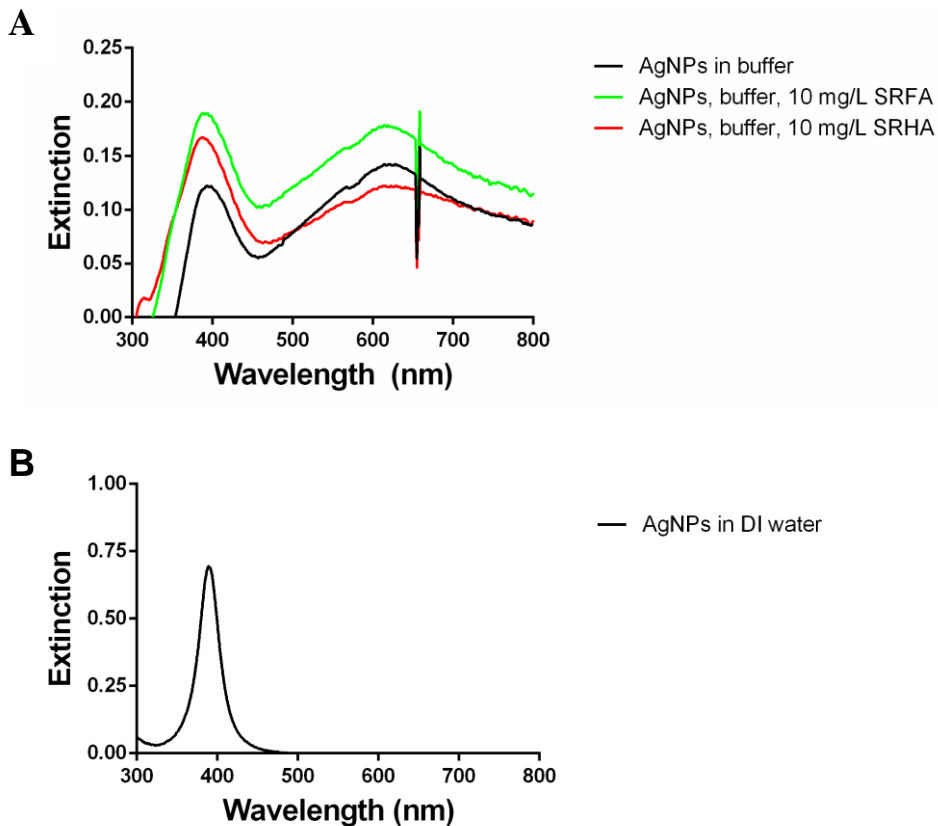 A
0.25
0.20
0.15
0.10
0.05
0.00
Extinction
300 400 500 600 700 800
Wavelength (nm)
AgNPs in buffer
AgNPs, buffer, 10 mg/L SRFA
AgNPs, buffer, 10 mg/L SRHA
B
1.00
0.75
0.50
0.25
0.00
Extinction
300 400 500 600 700 800
Wavelength (nm)
AgNPs in DI water